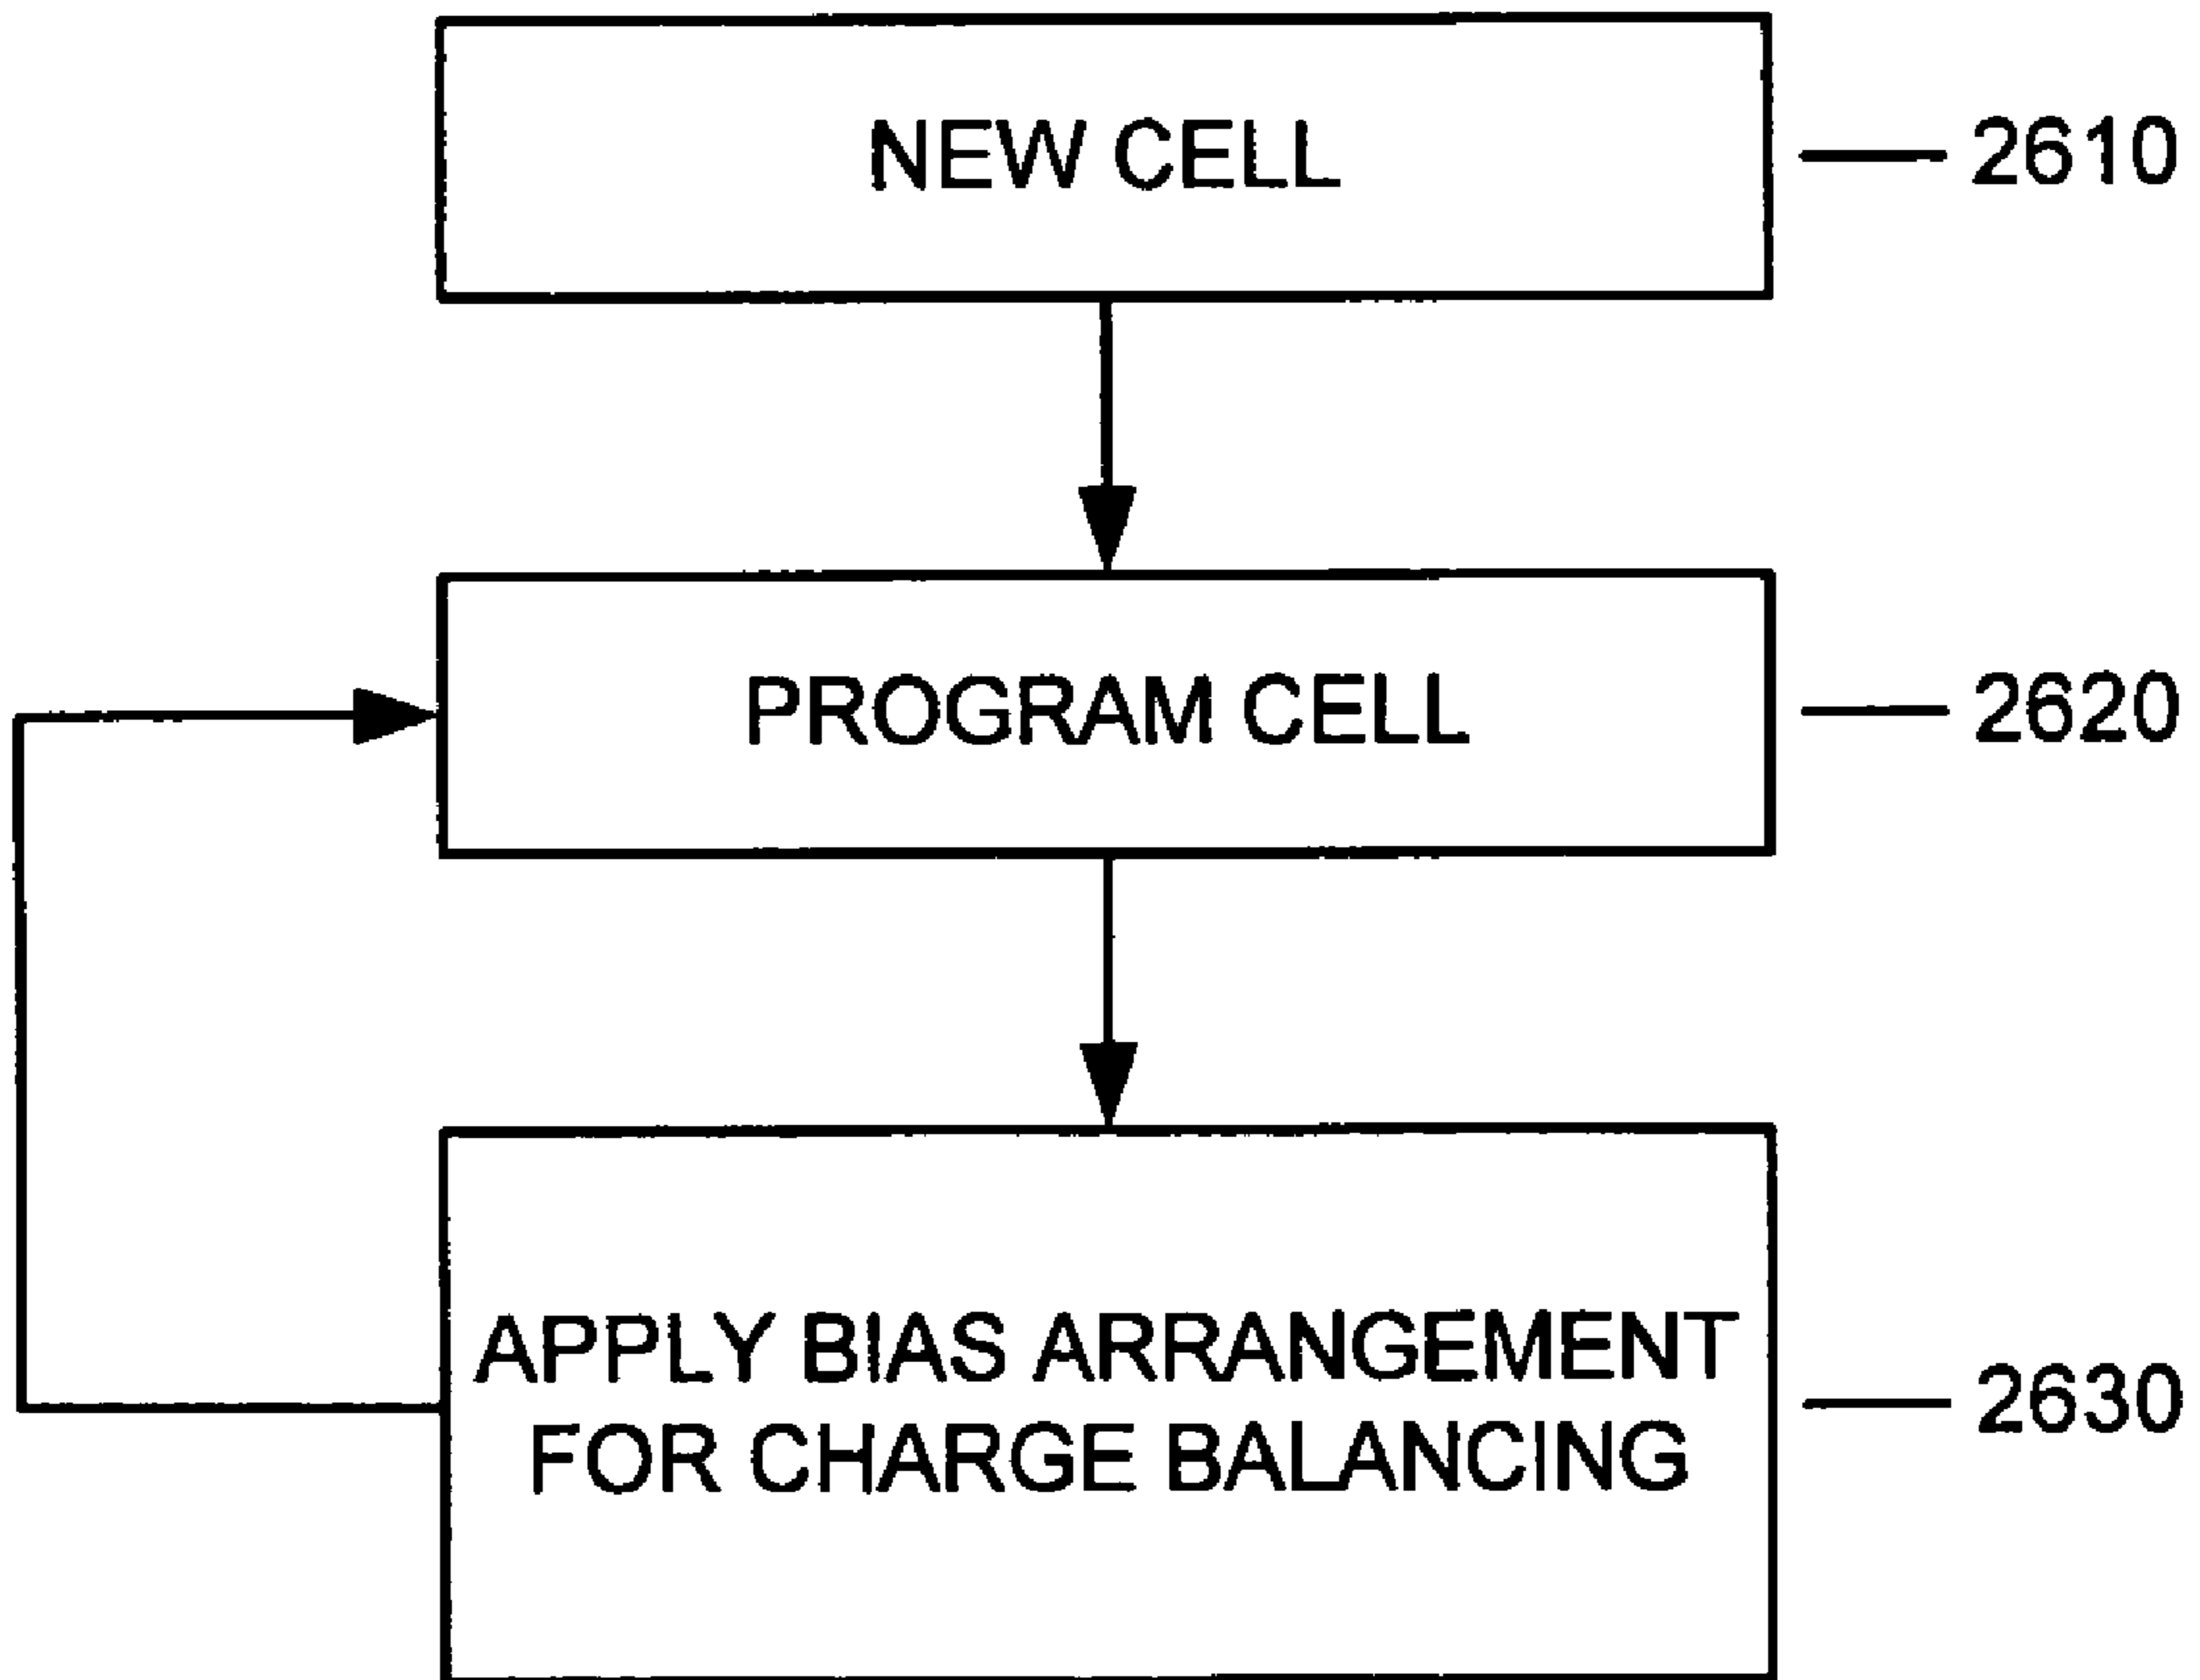 NEW CELL
2610
PROGRAM CELL
2620
APPLY BIAS ARRANGEMENT
FOR CHARGE BALANCING
2630